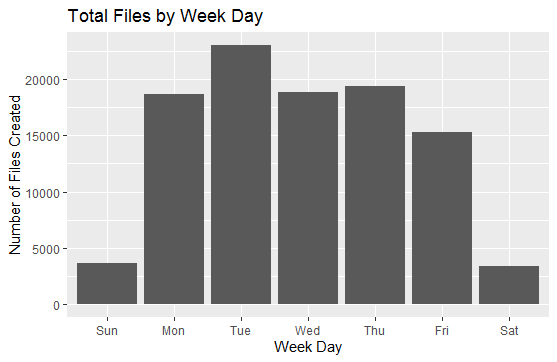 Total Files by Week Day
Number of Files Created
20000
15000
10000
5000
0
Sun Mon Tue Wed Thu Fri Sat
Week Day